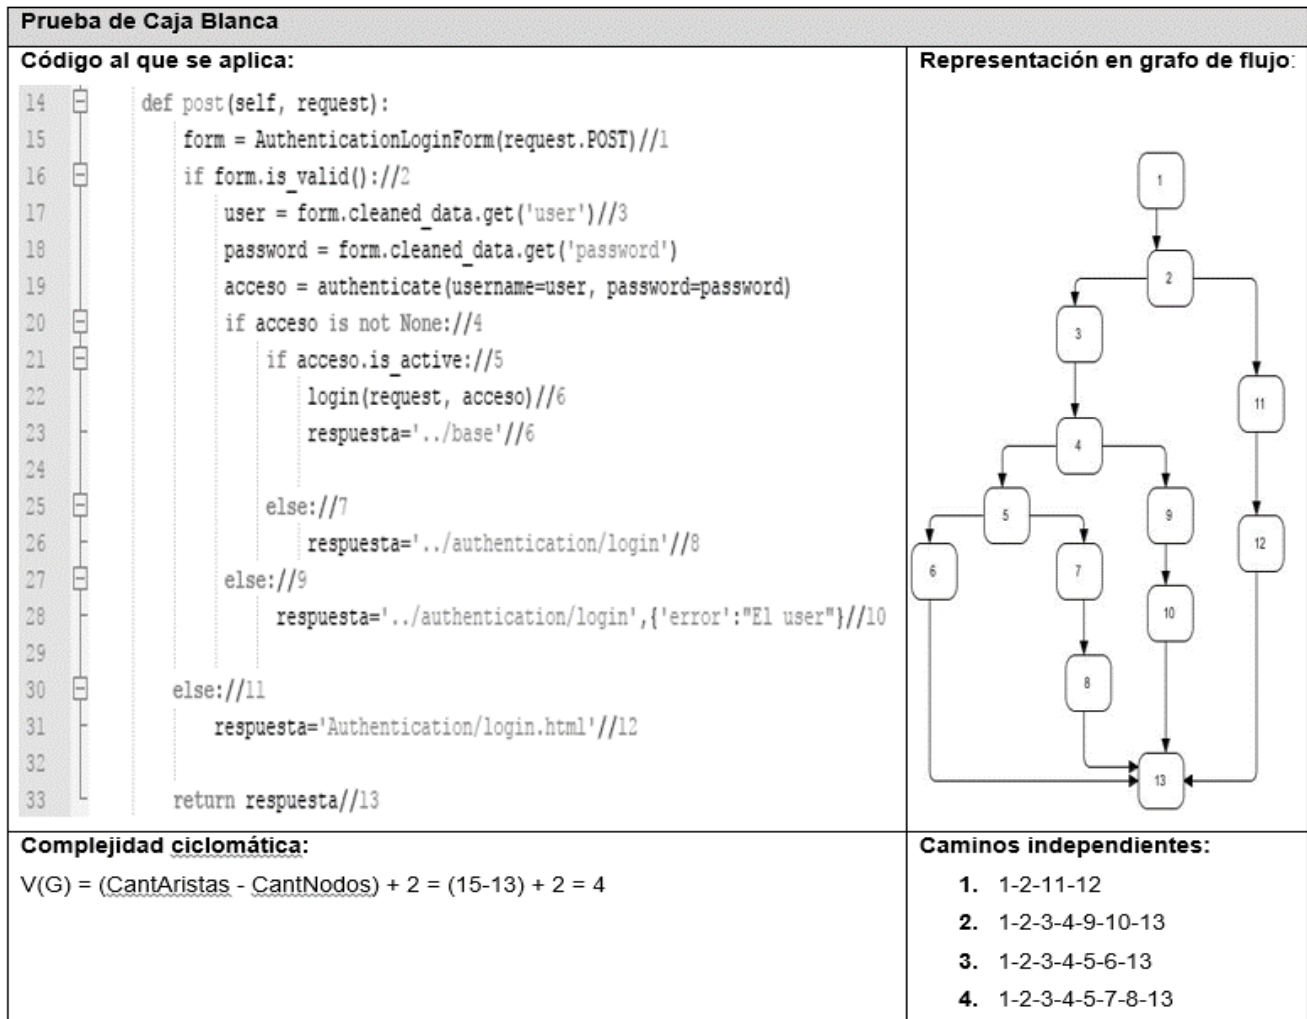 Prueba de Caja Blanca
Código al que se aplica:
14 def post(self, request):
15 form = AuthenticationLoginForm(request.POST)//1
16 if form.is_valid()://2
17 user = form.cleaned_data.get('user')//3
18 password = form.cleaned_data.get('password')
19 acceso = authenticate(username=user, password=password)
20 if acceso is not None://4
21 if acceso.is_active://5
22 login(request, acceso)//6
23 respuesta='../base'//6
24
25 else://7
26 respuesta='../authentication/login'//8
27 else://9
28 respuesta='../authentication/login',{'error':"El user"}//10
29
30 else://11
31 respuesta='Authentication/login.html'//12
32
33 return respuesta//13
Representación en grafo de flujo:
1
2
3
11
4
5
9
6
7
12
10
8
13
Complejidad ciclomática:
V(G) = (CantAristas - CantNodos) + 2 = (15-13) + 2 = 4
Caminos independientes:
1. 1-2-11-12
2. 1-2-3-4-9-10-13
3. 1-2-3-4-5-6-13
4. 1-2-3-4-5-7-8-13